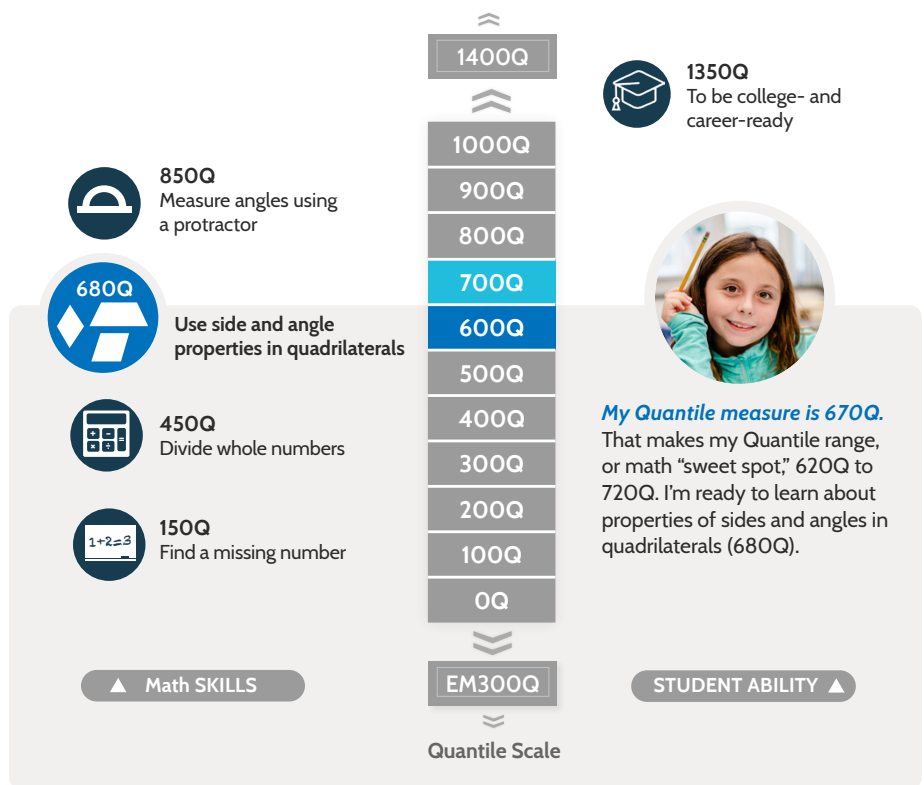 1400Q
1350Q
To be college- and
career-ready
1000Q
900Q
800Q
700Q
600Q
500Q
400Q
300Q
200Q
100Q
0Q
EM300Q
Quantile Scale
850Q
Measure angles using
a protractor
680Q
Use side and angle
properties in quadrilaterals
450Q
Divide whole numbers
1+2=3
150Q
Find a missing number
Math SKILLS
My Quantile measure is 670Q.
That makes my Quantile range,
or math “sweet spot,” 620Q to
720Q. I’m ready to learn about
properties of sides and angles in
quadrilaterals (680Q).
STUDENT ABILITY